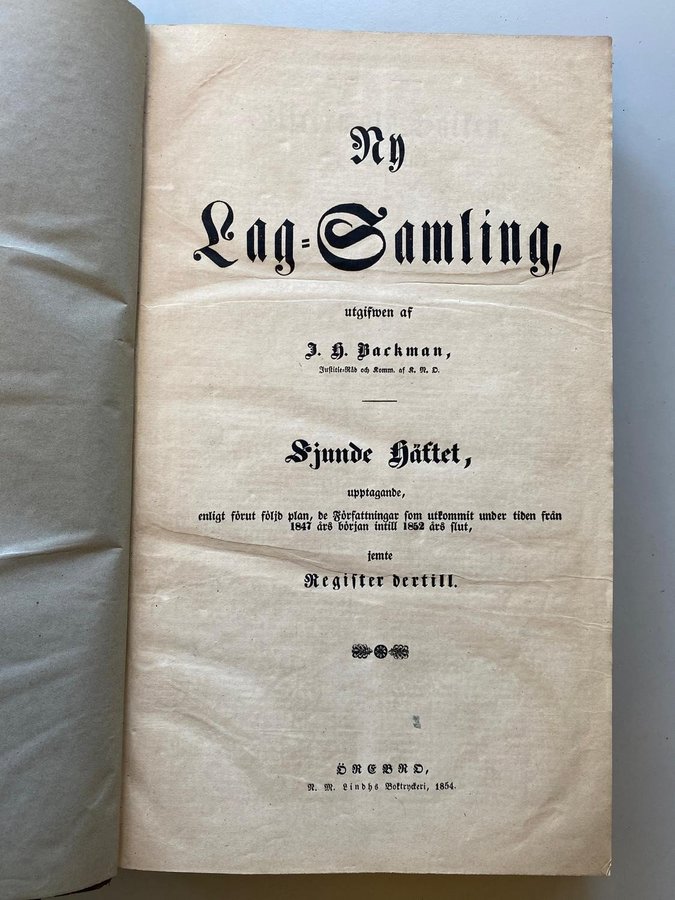 Ny
Lag=Samling,
utgifwen af
J. H. Backman,
Justitie-Råd och Komm. af K. N. O.
Sjunde Häftet,
upptagande,
enligt förut följd plan, de Författningar som utkommit under tiden från
1847 års början intill 1852 års slut,
jemte
Register dertill.
ÖREBRO,
N. M. Lindhs Boktryckeri, 1854.